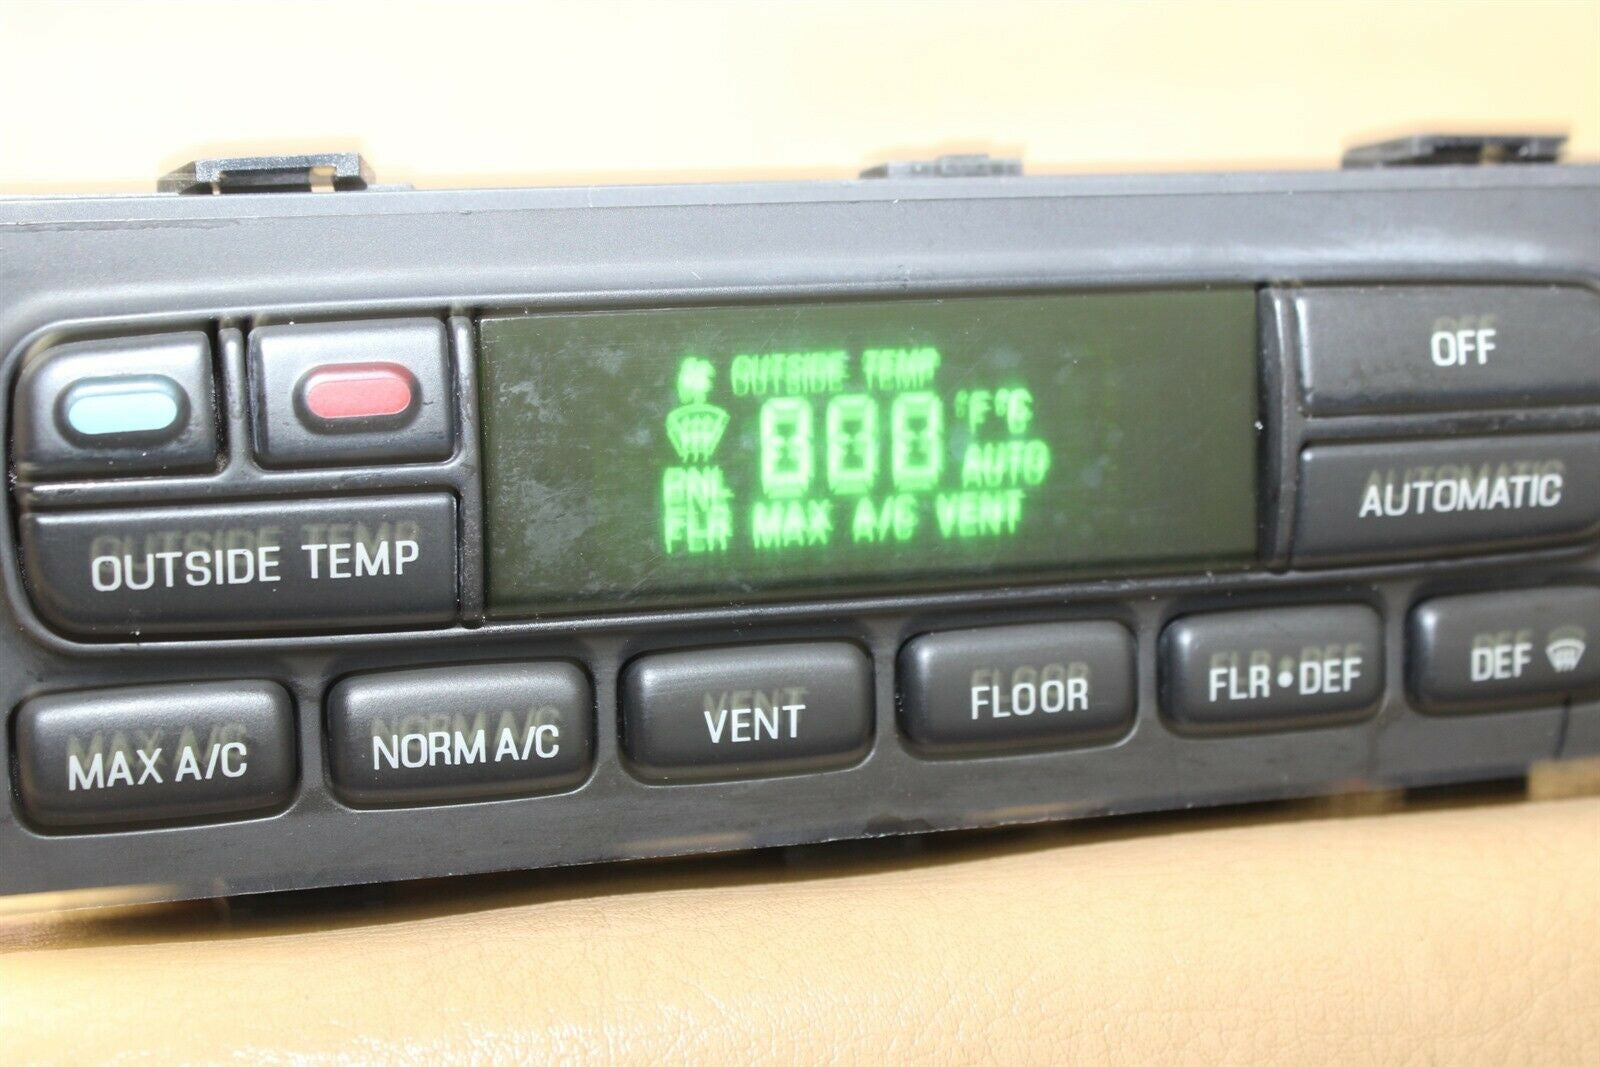 OUTSIDE TEMP
888 °F °C
PNL AUTO
FLR MAX A/C VENT
OFF
AUTOMATIC
OUTSIDE TEMP
MAX A/C
NORM A/C
VENT
FLOOR
FLR • DEF
DEF